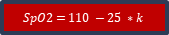 SpO2 = 110 − 25 * k